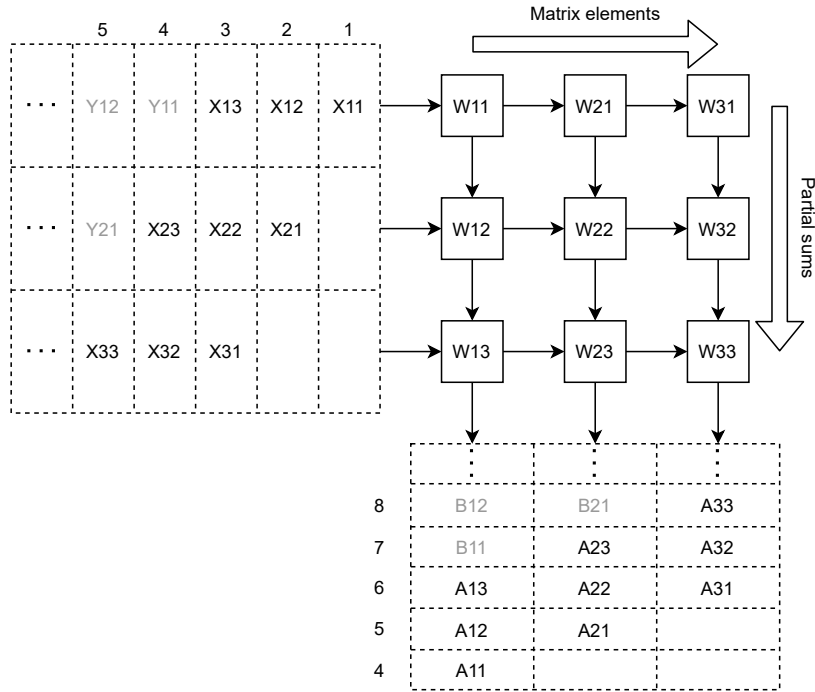 Matrix elements
5 4 3 2 1
... Y12 Y11 X13 X12 X11 W11 W21 W31
... Y21 X23 X22 X21 W12 W22 W32
Partial sums
... X33 X32 X31 W13 W23 W33
⋮ ⋮ ⋮
8 B12 B21 A33
7 B11 A23 A32
6 A13 A22 A31
5 A12 A21
4 A11